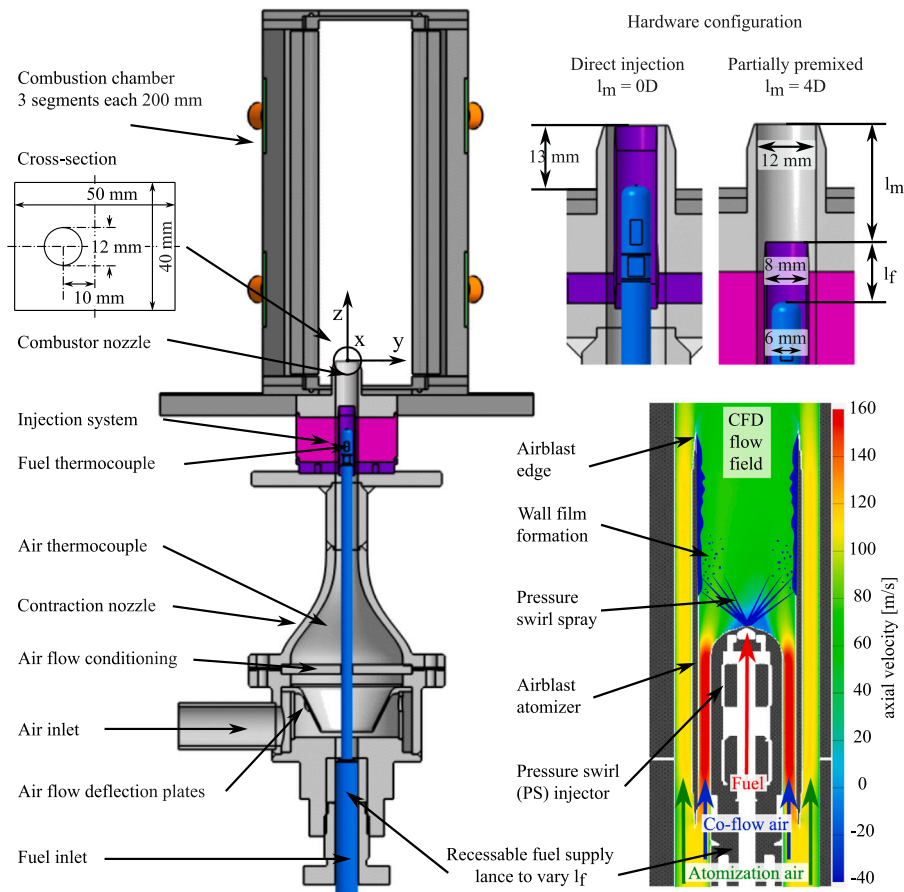 Combustion chamber
3 segments each 200 mm
Cross-section
50 mm
12 mm
40 mm
10 mm
Combustor nozzle
Injection system
Fuel thermocouple
Air thermocouple
Contraction nozzle
Air flow conditioning
Air inlet
Air flow deflection plates
Fuel inlet
z
x
y
Hardware configuration
Direct injection
lm = 0D
Partially premixed
lm = 4D
13 mm
12 mm
lm
8 mm
lf
6 mm
CFD
flow
field
Airblast
edge
Wall film
formation
Pressure
swirl spray
Airblast
atomizer
Pressure swirl
(PS) injector
Fuel
Co-flow air
Atomization air
Recessable fuel supply
lance to vary lf
160
140
120
100
80
60
40
20
0
-20
-40
axial velocity [m/s]